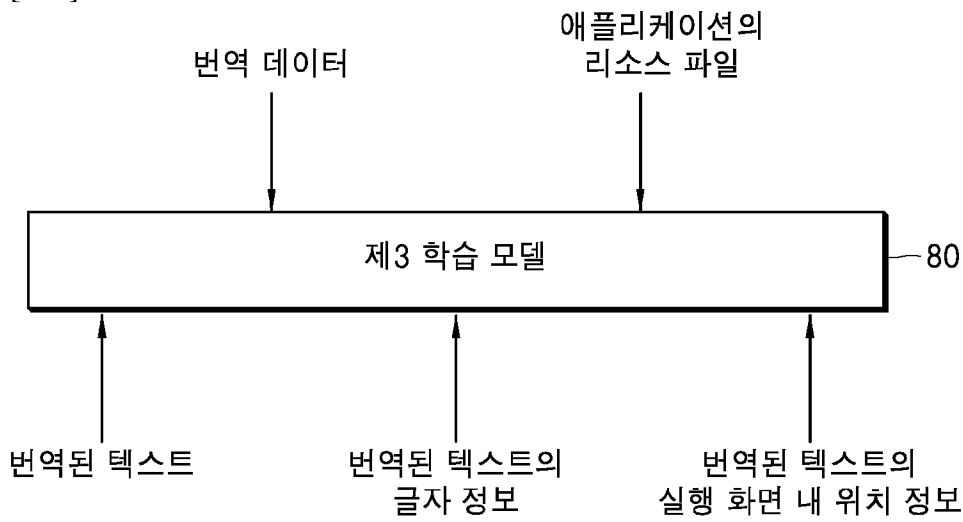 번역 데이터
애플리케이션의
리소스 파일
제3 학습 모델
80
번역된 텍스트
번역된 텍스트의
글자 정보
번역된 텍스트의
실행 화면 내 위치 정보